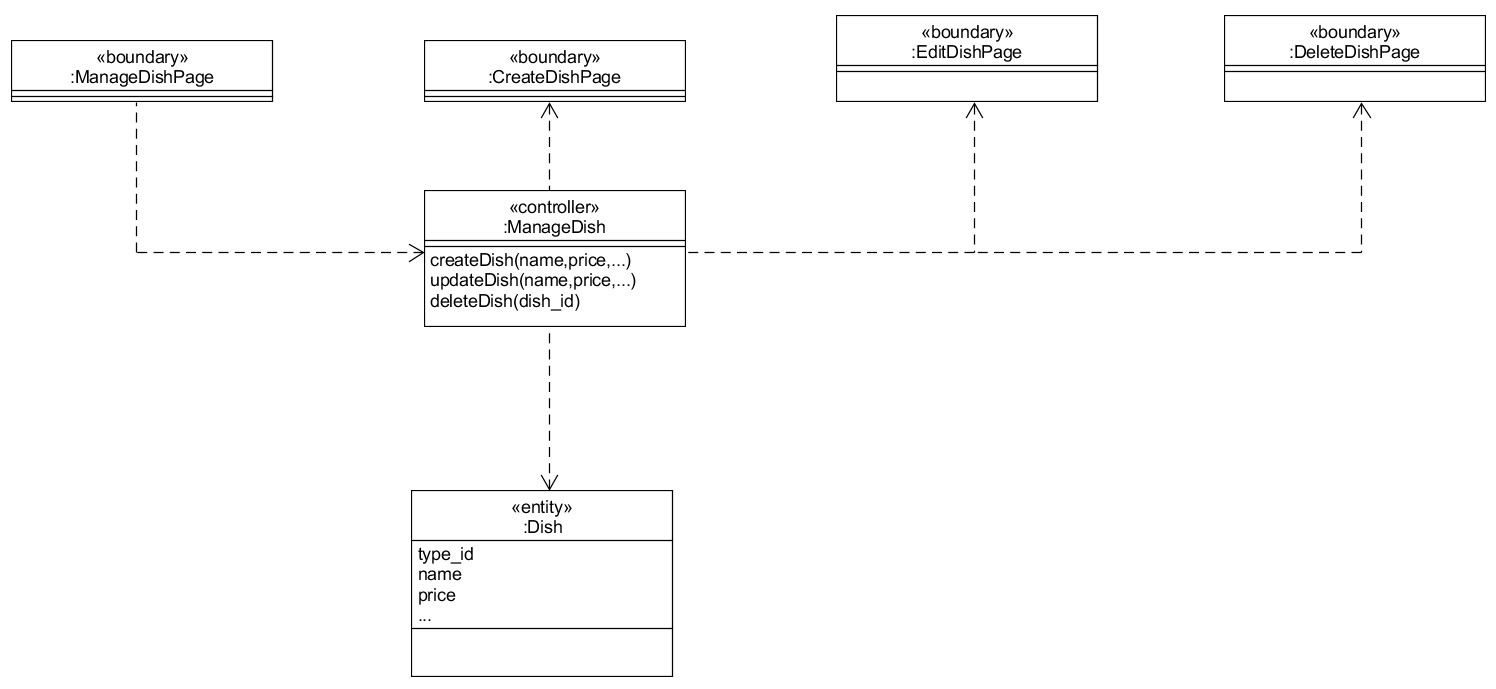 «boundary»
:ManageDishPage
«boundary»
:CreateDishPage
«boundary»
:EditDishPage
«boundary»
:DeleteDishPage
«controller»
:ManageDish
createDish(name,price,...)
updateDish(name,price,...)
deleteDish(dish_id)
«entity»
:Dish
type_id
name
price
...